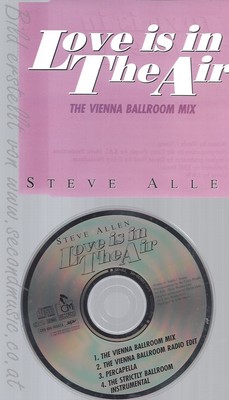 Love is in
The Air
THE VIENNA BALLROOM MIX
STEVE ALLE
STEVE ALLEN
Love is in
The Air
1. THE VIENNA BALLROOM MIX
2. THE VIENNA BALLROOM RADIO EDIT
3. PERCAPELLA
4. THE STRICTLY BALLROOM
INSTRUMENTAL
Bild erstellt von www.secondmusic.co.at